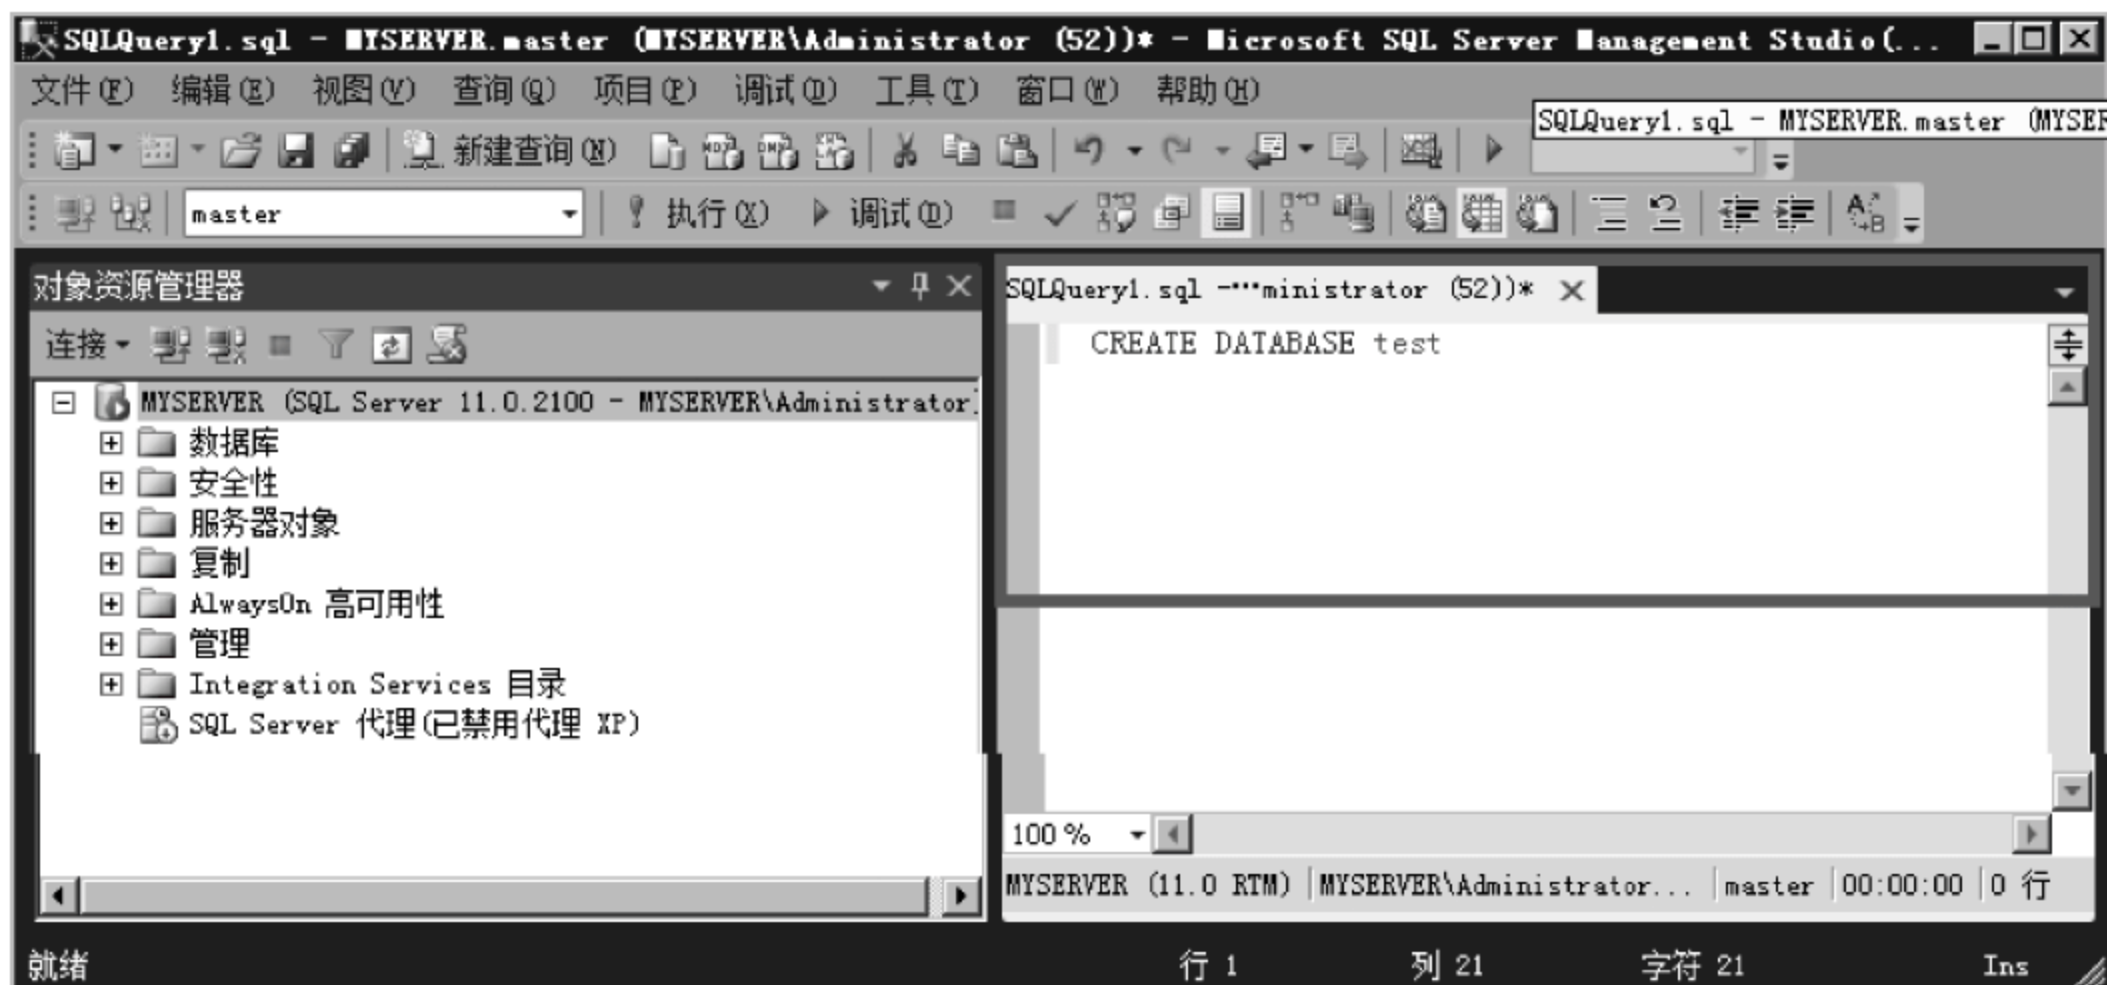 SQLQuery1.sql - MYSERVER.master (MYSERVER\Administrator (52))* - Microsoft SQL Server Management Studio(...
文件(F) 编辑(E) 视图(V) 查询(Q) 项目(P) 调试(D) 工具(T) 窗口(W) 帮助(H)
SQLQuery1.sql - MYSERVER.master (MYSER
新建查询(N)
master 执行(X) 调试(D)
对象资源管理器
连接
MYSERVER (SQL Server 11.0.2100 - MYSERVER\Administrator)
数据库
安全性
服务器对象
复制
AlwaysOn 高可用性
管理
Integration Services 目录
SQL Server 代理(已禁用代理 XP)
SQLQuery1.sql -...ministrator (52))*
CREATE DATABASE test
100 %
MYSERVER (11.0 RTM) MYSERVER\Administrator... master 00:00:00 0 行
就绪 行 1 列 21 字符 21 Ins